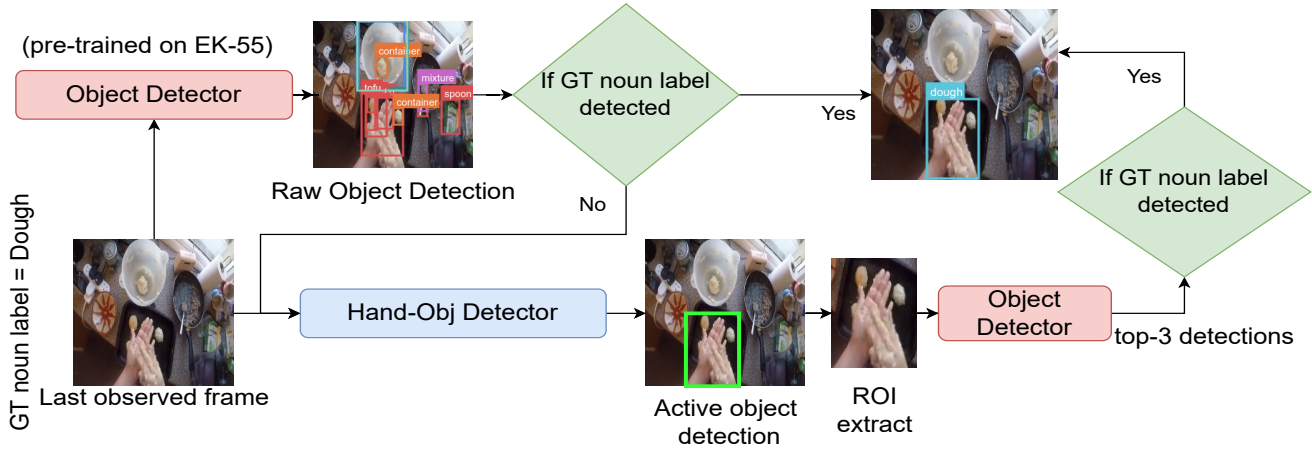 (pre-trained on EK-55)
Object Detector
container
mixture
tofu
container
spoon
Raw Object Detection
If GT noun label
detected
Yes
No
dough
Yes
If GT noun label
detected
GT noun label = Dough
Last observed frame
Hand-Obj Detector
Active object
detection
ROI
extract
Object
Detector
top-3 detections